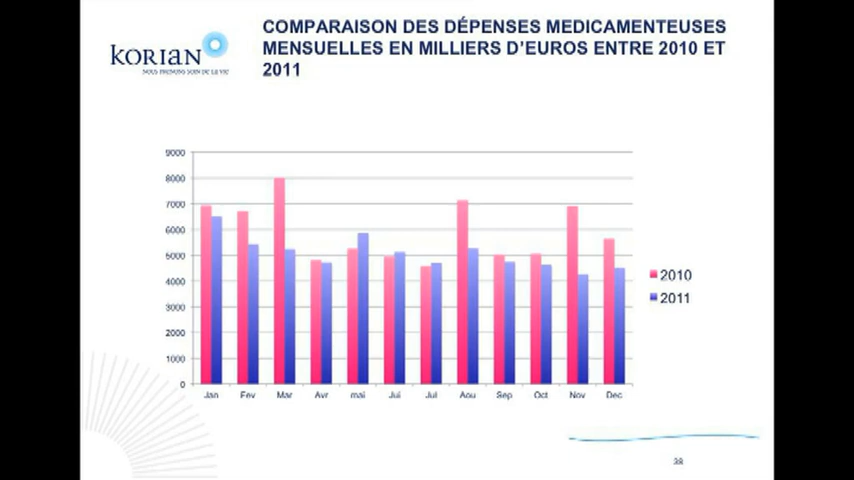 COMPARAISON DES DÉPENSES MEDICAMENTEUSES
MENSUELLES EN MILLIERS D'EUROS ENTRE 2010 ET
2011
KORIAN
NOUS PRENONS SOIN DE LA VIE
9000
8000
7000
6000
5000
4000
3000
2000
1000
0
Jan Fev Mar Avr mai Jui Jul Aou Sep Oct Nov Dec
2010
2011